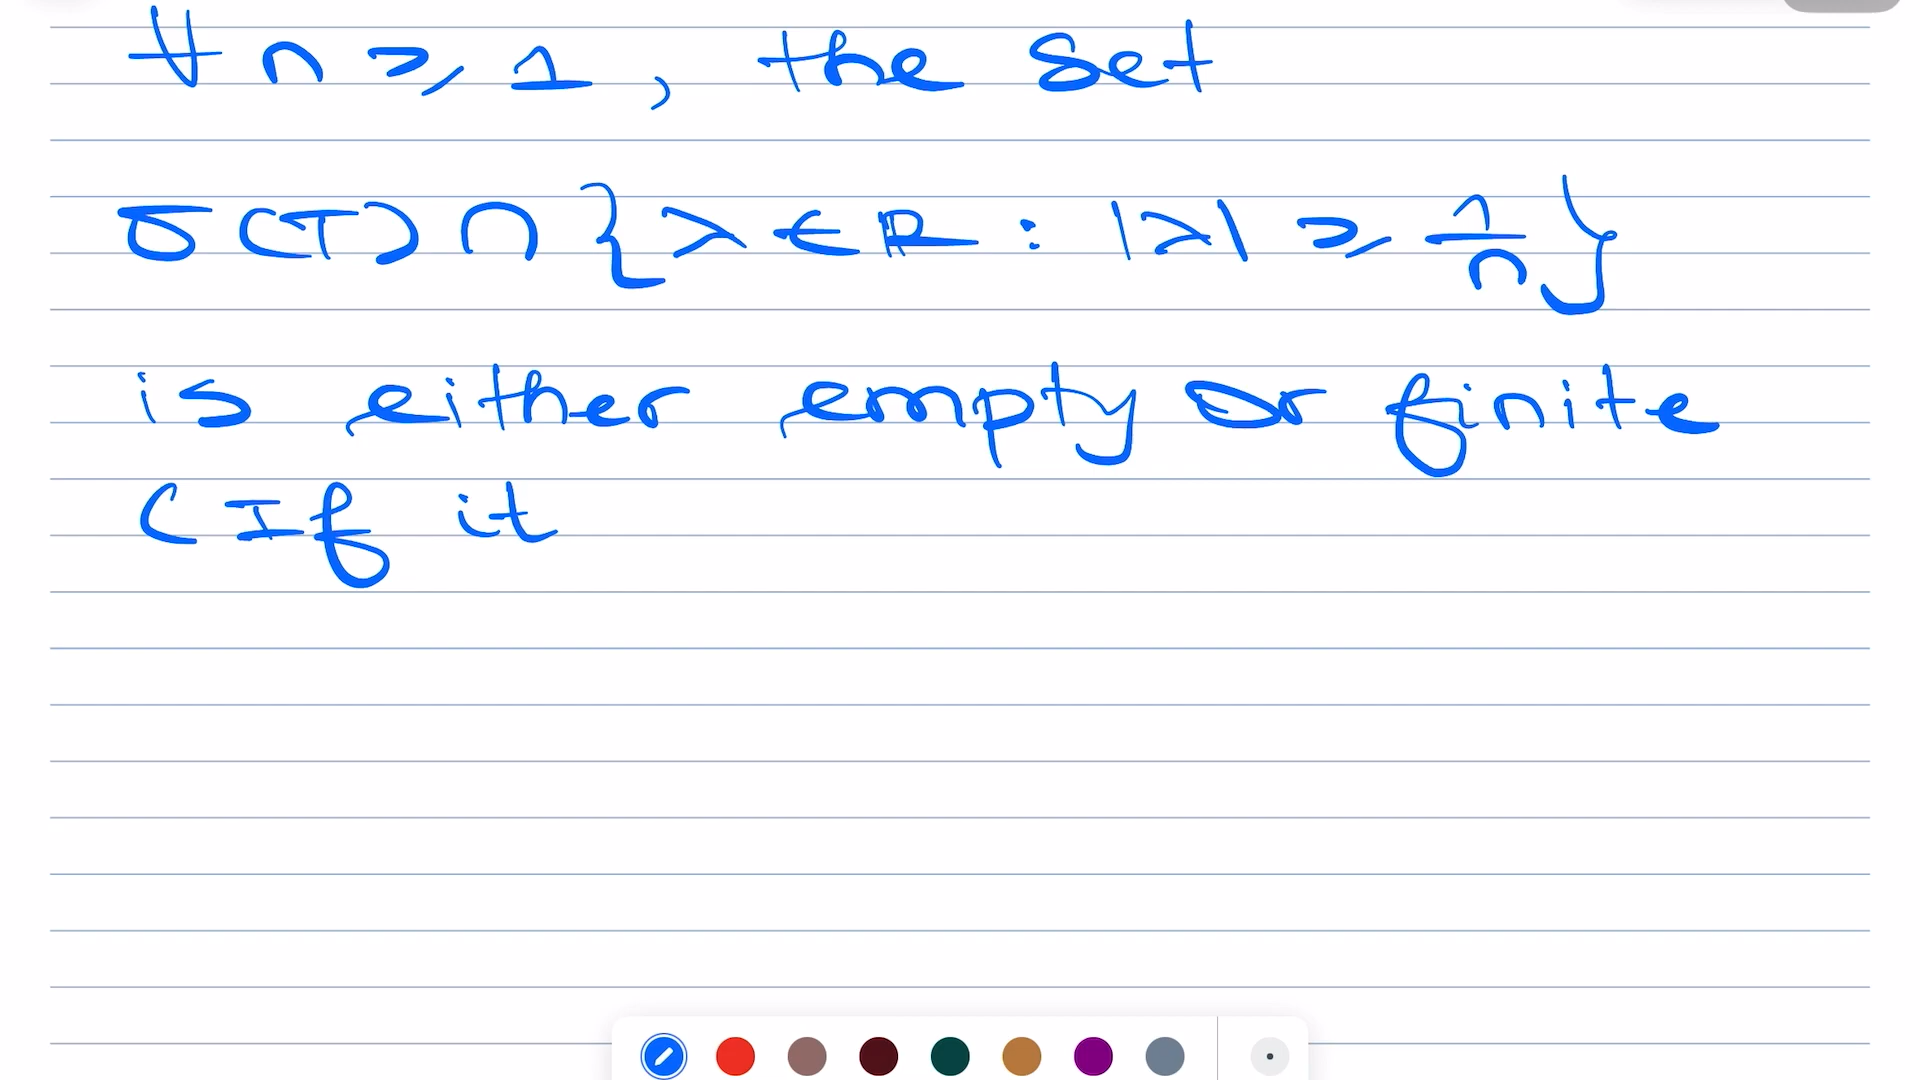 ∀ n ≥ 1, the set
σ(T) ∩ {λ ∈ ℝ : |λ| ≥ 1/n}
is either empty or finite
(If it